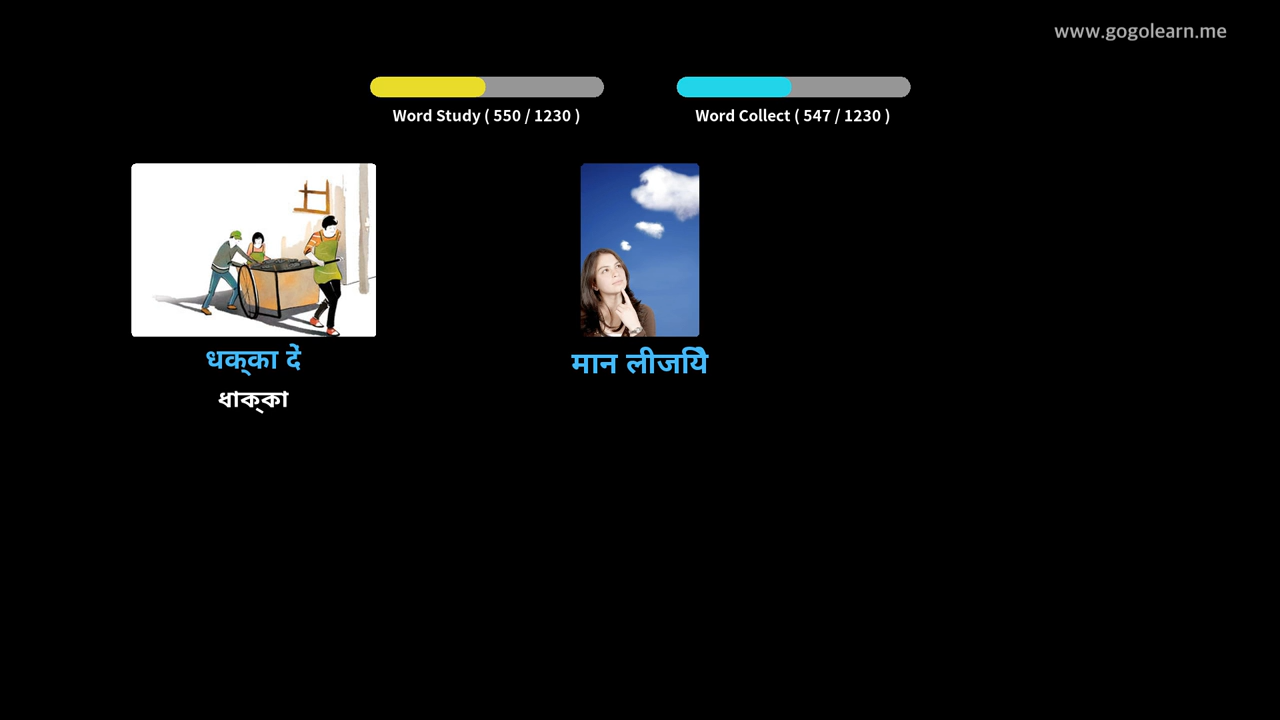 www.gogolearn.me
Word Study ( 550 / 1230 )
Word Collect ( 547 / 1230 )
धक्का दें
ধাক্কা
मान लीजिये